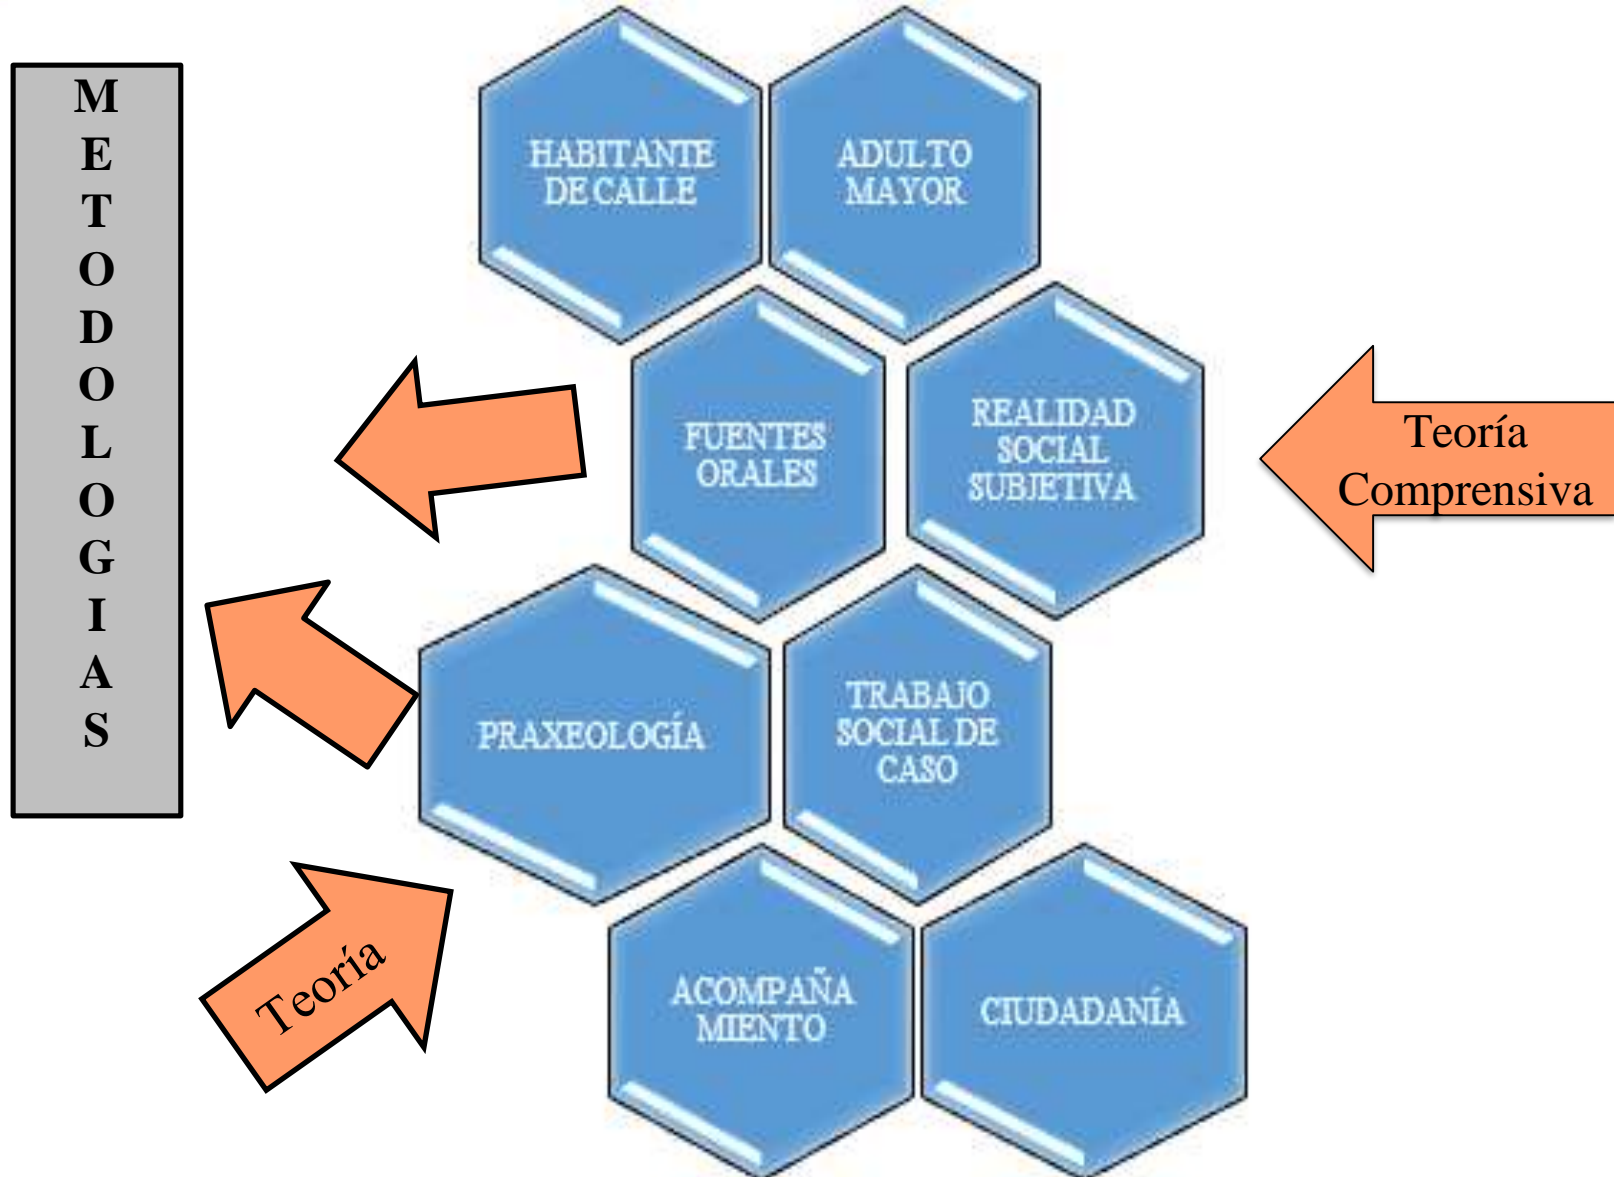 M
E
T
O
D
O
L
O
G
I
A
S
HABITANTE
DE CALLE
ADULTO
MAYOR
FUENTES
ORALES
REALIDAD
SOCIAL
SUBJETIVA
Teoría
Comprensiva
PRAXEOLOGÍA
TRABAJO
SOCIAL DE
CASO
Teoría
ACOMPAÑA
MIENTO
CIUDADANÍA